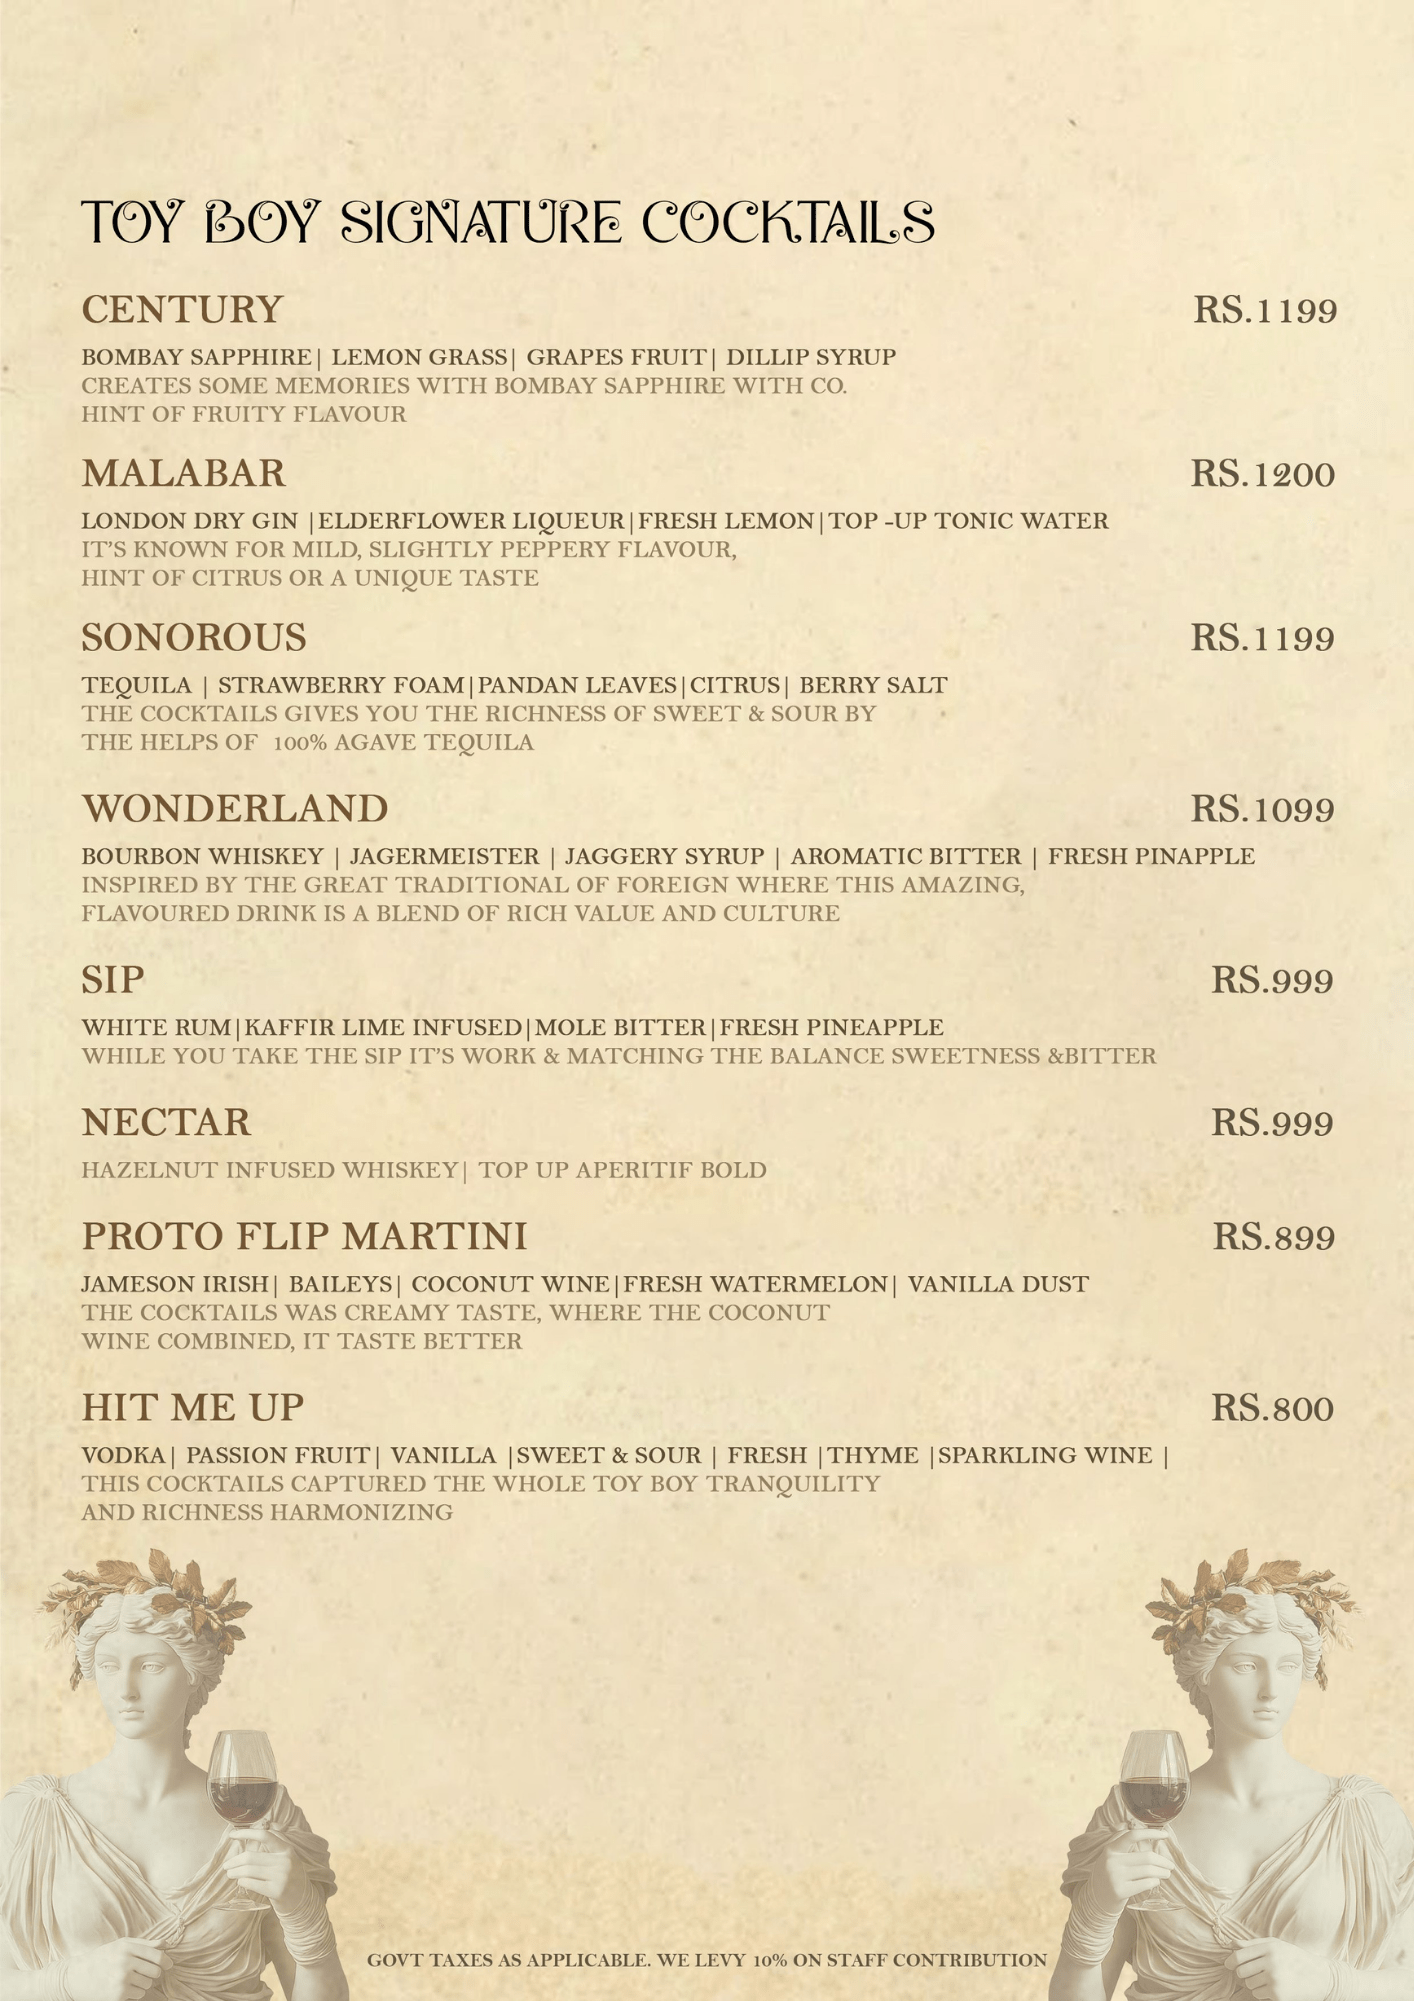 TOY BOY SIGNATURE COCKTAILS
CENTURY RS.1199
BOMBAY SAPPHIRE| LEMON GRASS| GRAPES FRUIT| DILLIP SYRUP
CREATES SOME MEMORIES WITH BOMBAY SAPPHIRE WITH CO.
HINT OF FRUITY FLAVOUR
MALABAR RS.1200
LONDON DRY GIN |ELDERFLOWER LIQUEUR|FRESH LEMON|TOP -UP TONIC WATER
IT'S KNOWN FOR MILD, SLIGHTLY PEPPERY FLAVOUR,
HINT OF CITRUS OR A UNIQUE TASTE
SONOROUS RS.1199
TEQUILA | STRAWBERRY FOAM|PANDAN LEAVES|CITRUS| BERRY SALT
THE COCKTAILS GIVES YOU THE RICHNESS OF SWEET & SOUR BY
THE HELPS OF 100% AGAVE TEQUILA
WONDERLAND RS.1099
BOURBON WHISKEY | JAGERMEISTER | JAGGERY SYRUP | AROMATIC BITTER | FRESH PINAPPLE
INSPIRED BY THE GREAT TRADITIONAL OF FOREIGN WHERE THIS AMAZING,
FLAVOURED DRINK IS A BLEND OF RICH VALUE AND CULTURE
SIP RS.999
WHITE RUM|KAFFIR LIME INFUSED|MOLE BITTER|FRESH PINEAPPLE
WHILE YOU TAKE THE SIP IT'S WORK & MATCHING THE BALANCE SWEETNESS &BITTER
NECTAR RS.999
HAZELNUT INFUSED WHISKEY| TOP UP APERITIF BOLD
PROTO FLIP MARTINI RS.899
JAMESON IRISH| BAILEYS| COCONUT WINE|FRESH WATERMELON| VANILLA DUST
THE COCKTAILS WAS CREAMY TASTE, WHERE THE COCONUT
WINE COMBINED, IT TASTE BETTER
HIT ME UP RS.800
VODKA| PASSION FRUIT| VANILLA |SWEET & SOUR | FRESH |THYME |SPARKLING WINE |
THIS COCKTAILS CAPTURED THE WHOLE TOY BOY TRANQUILITY
AND RICHNESS HARMONIZING
GOVT TAXES AS APPLICABLE. WE LEVY 10% ON STAFF CONTRIBUTION